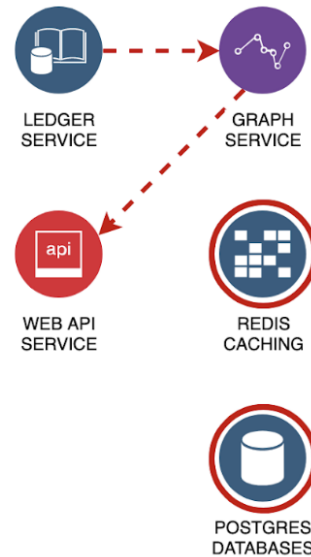 LEDGER
SERVICE
GRAPH
SERVICE
api
WEB API
SERVICE
REDIS
CACHING
POSTGRES
DATABASES